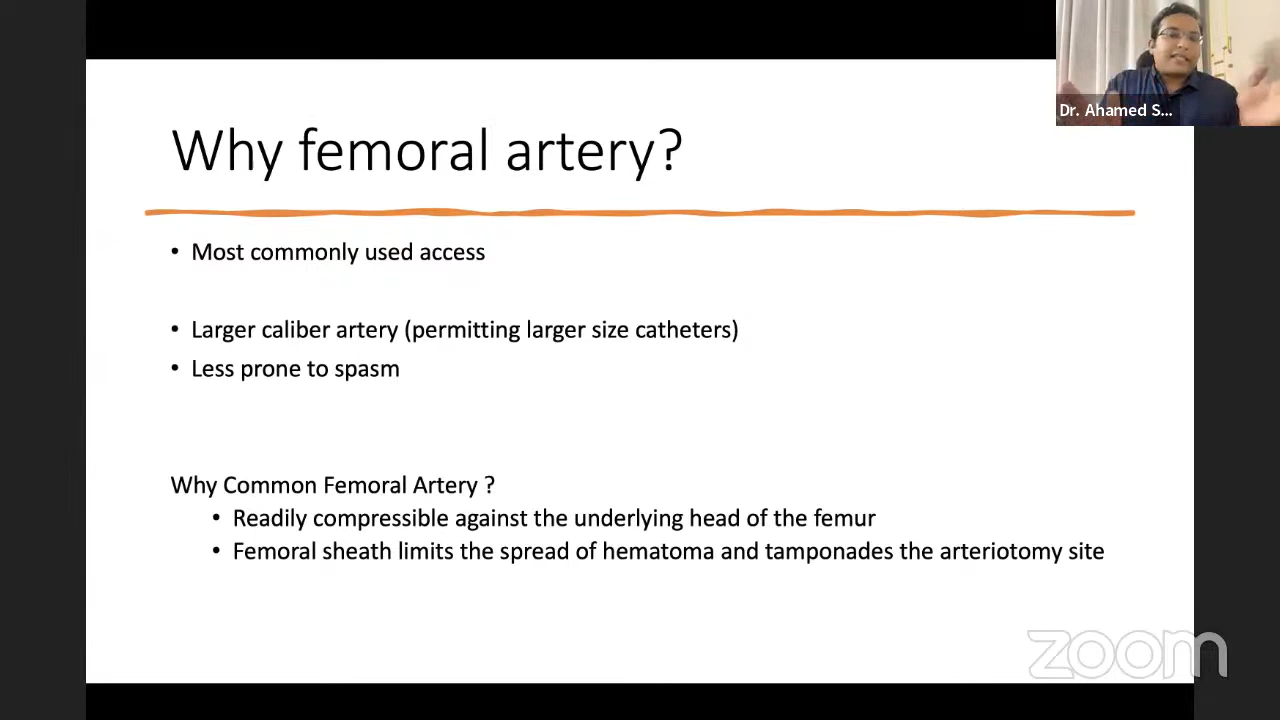 Dr. Ahamed S...
Why femoral artery?
• Most commonly used access
• Larger caliber artery (permitting larger size catheters)
• Less prone to spasm
Why Common Femoral Artery ?
• Readily compressible against the underlying head of the femur
• Femoral sheath limits the spread of hematoma and tamponades the arteriotomy site
zoom